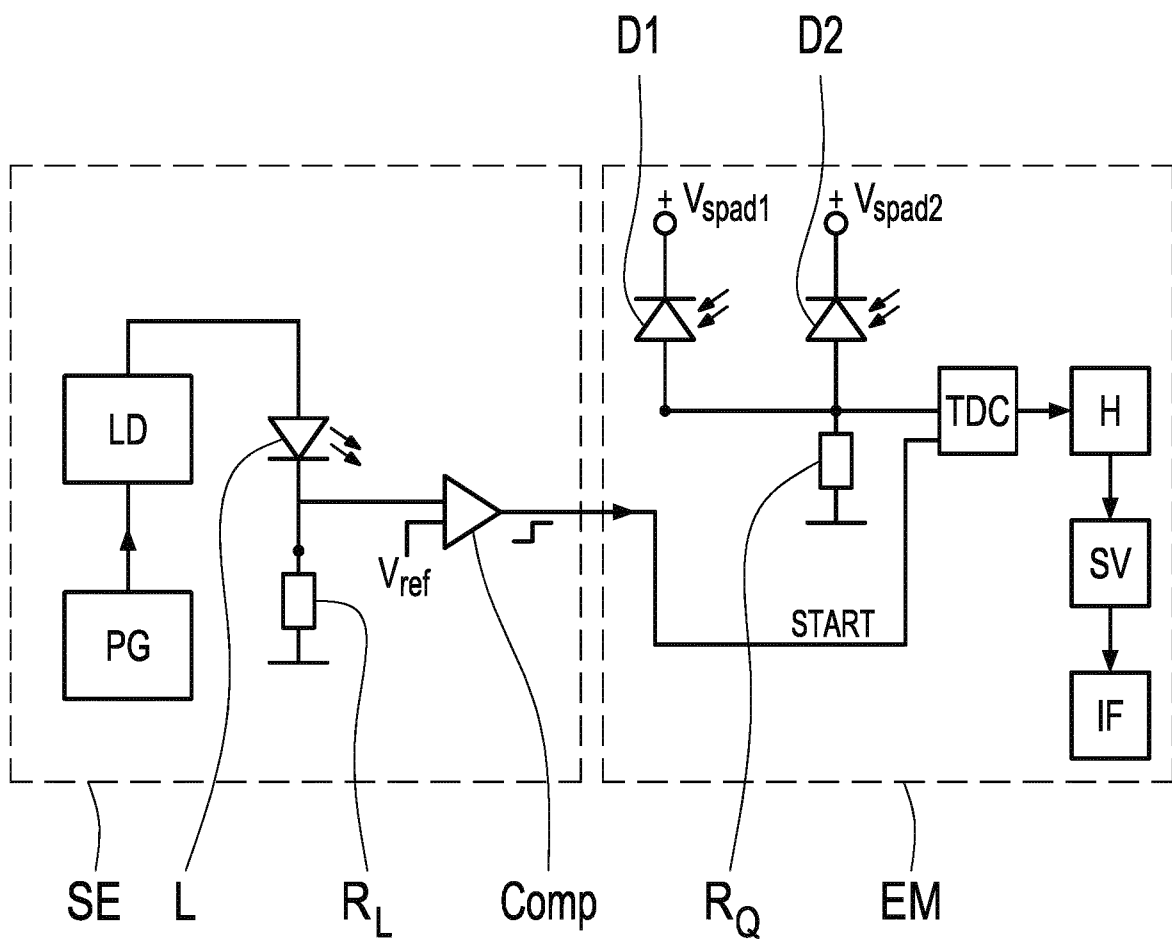 D1 D2
+ Vspad1 + Vspad2
LD TDC H
Vref
PG SV
START
IF
SE L RL Comp RQ EM